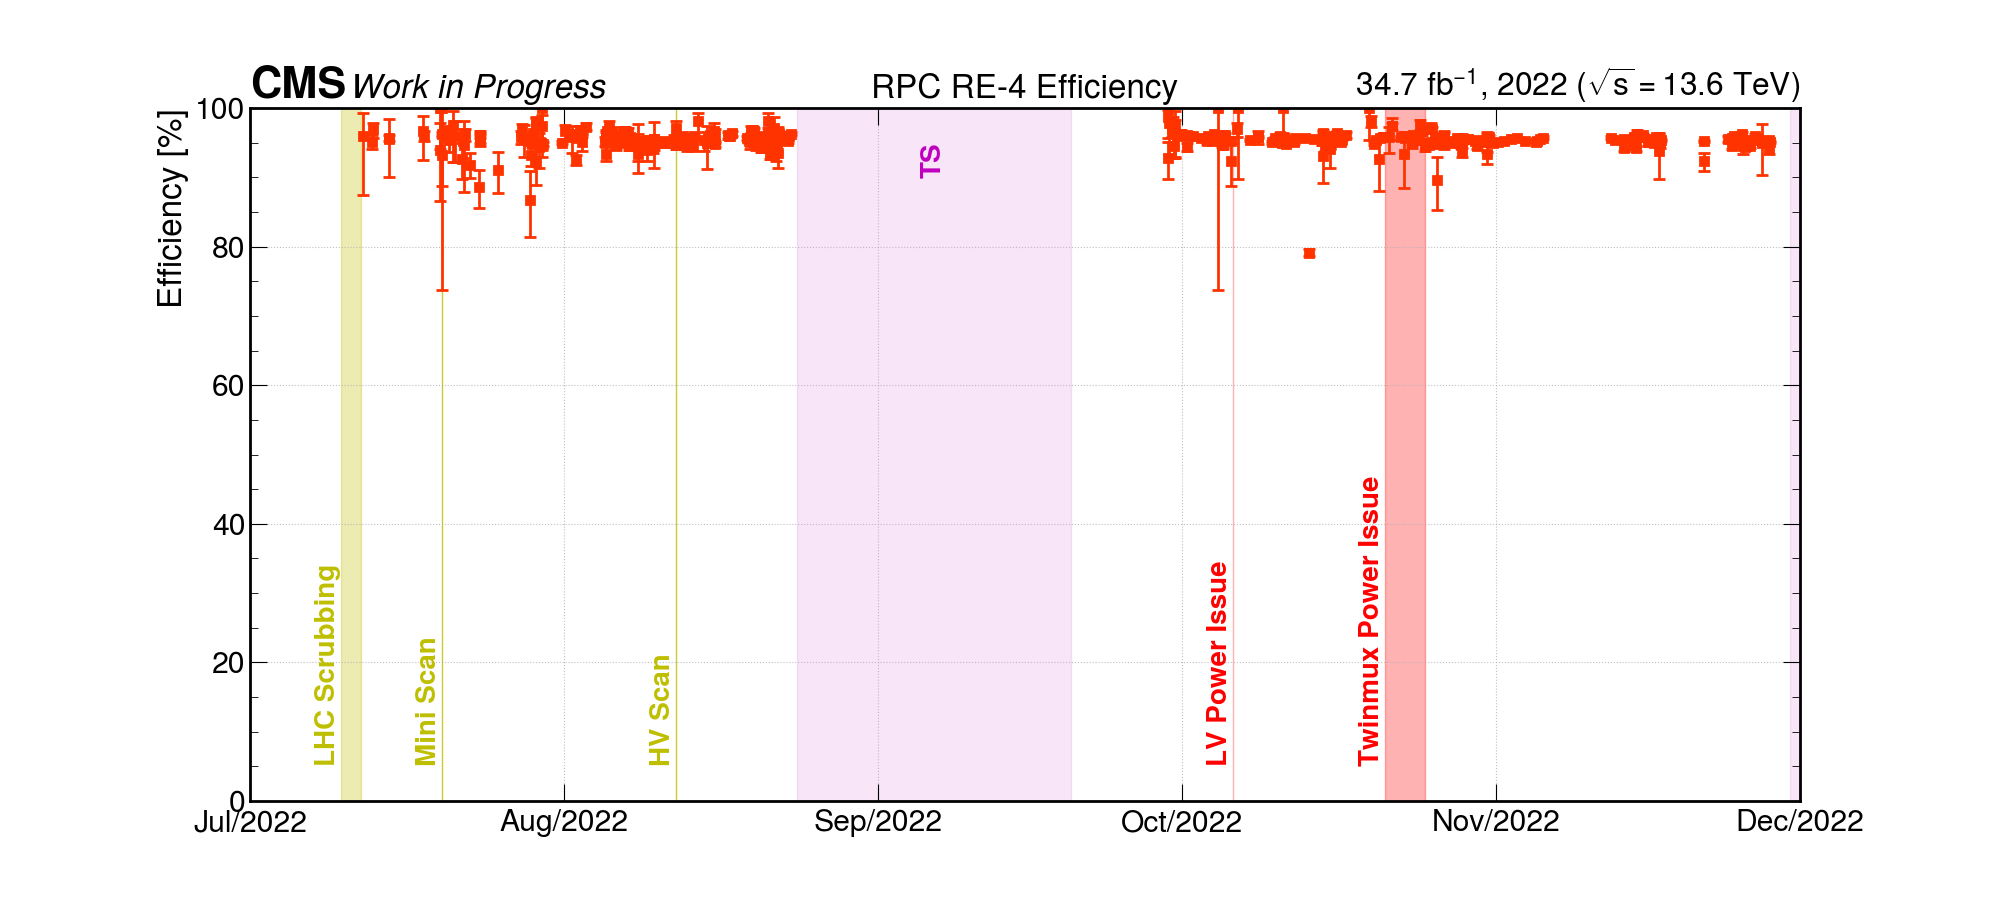 CMS Work in Progress
RPC RE-4 Efficiency
34.7 fb⁻¹, 2022 (√s = 13.6 TeV)
Efficiency [%]
100
80
60
40
20
0
LHC Scrubbing
Mini Scan
HV Scan
TS
LV Power Issue
Twinmux Power Issue
Jul/2022
Aug/2022
Sep/2022
Oct/2022
Nov/2022
Dec/2022